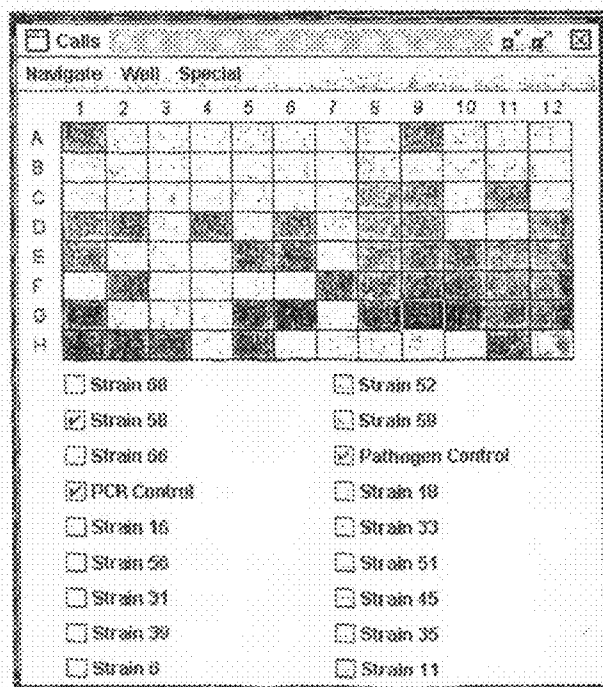 Calls
Navigate Well Special
1 2 3 4 5 6 7 8 9 10 11 12
A
B
C
D
E
F
G
H
Strain 68 Strain 52
Strain 58 Strain 59
Strain 66 Pathogen Control
PCR Control Strain 18
Strain 16 Strain 33
Strain 56 Strain 51
Strain 31 Strain 45
Strain 39 Strain 35
Strain 11